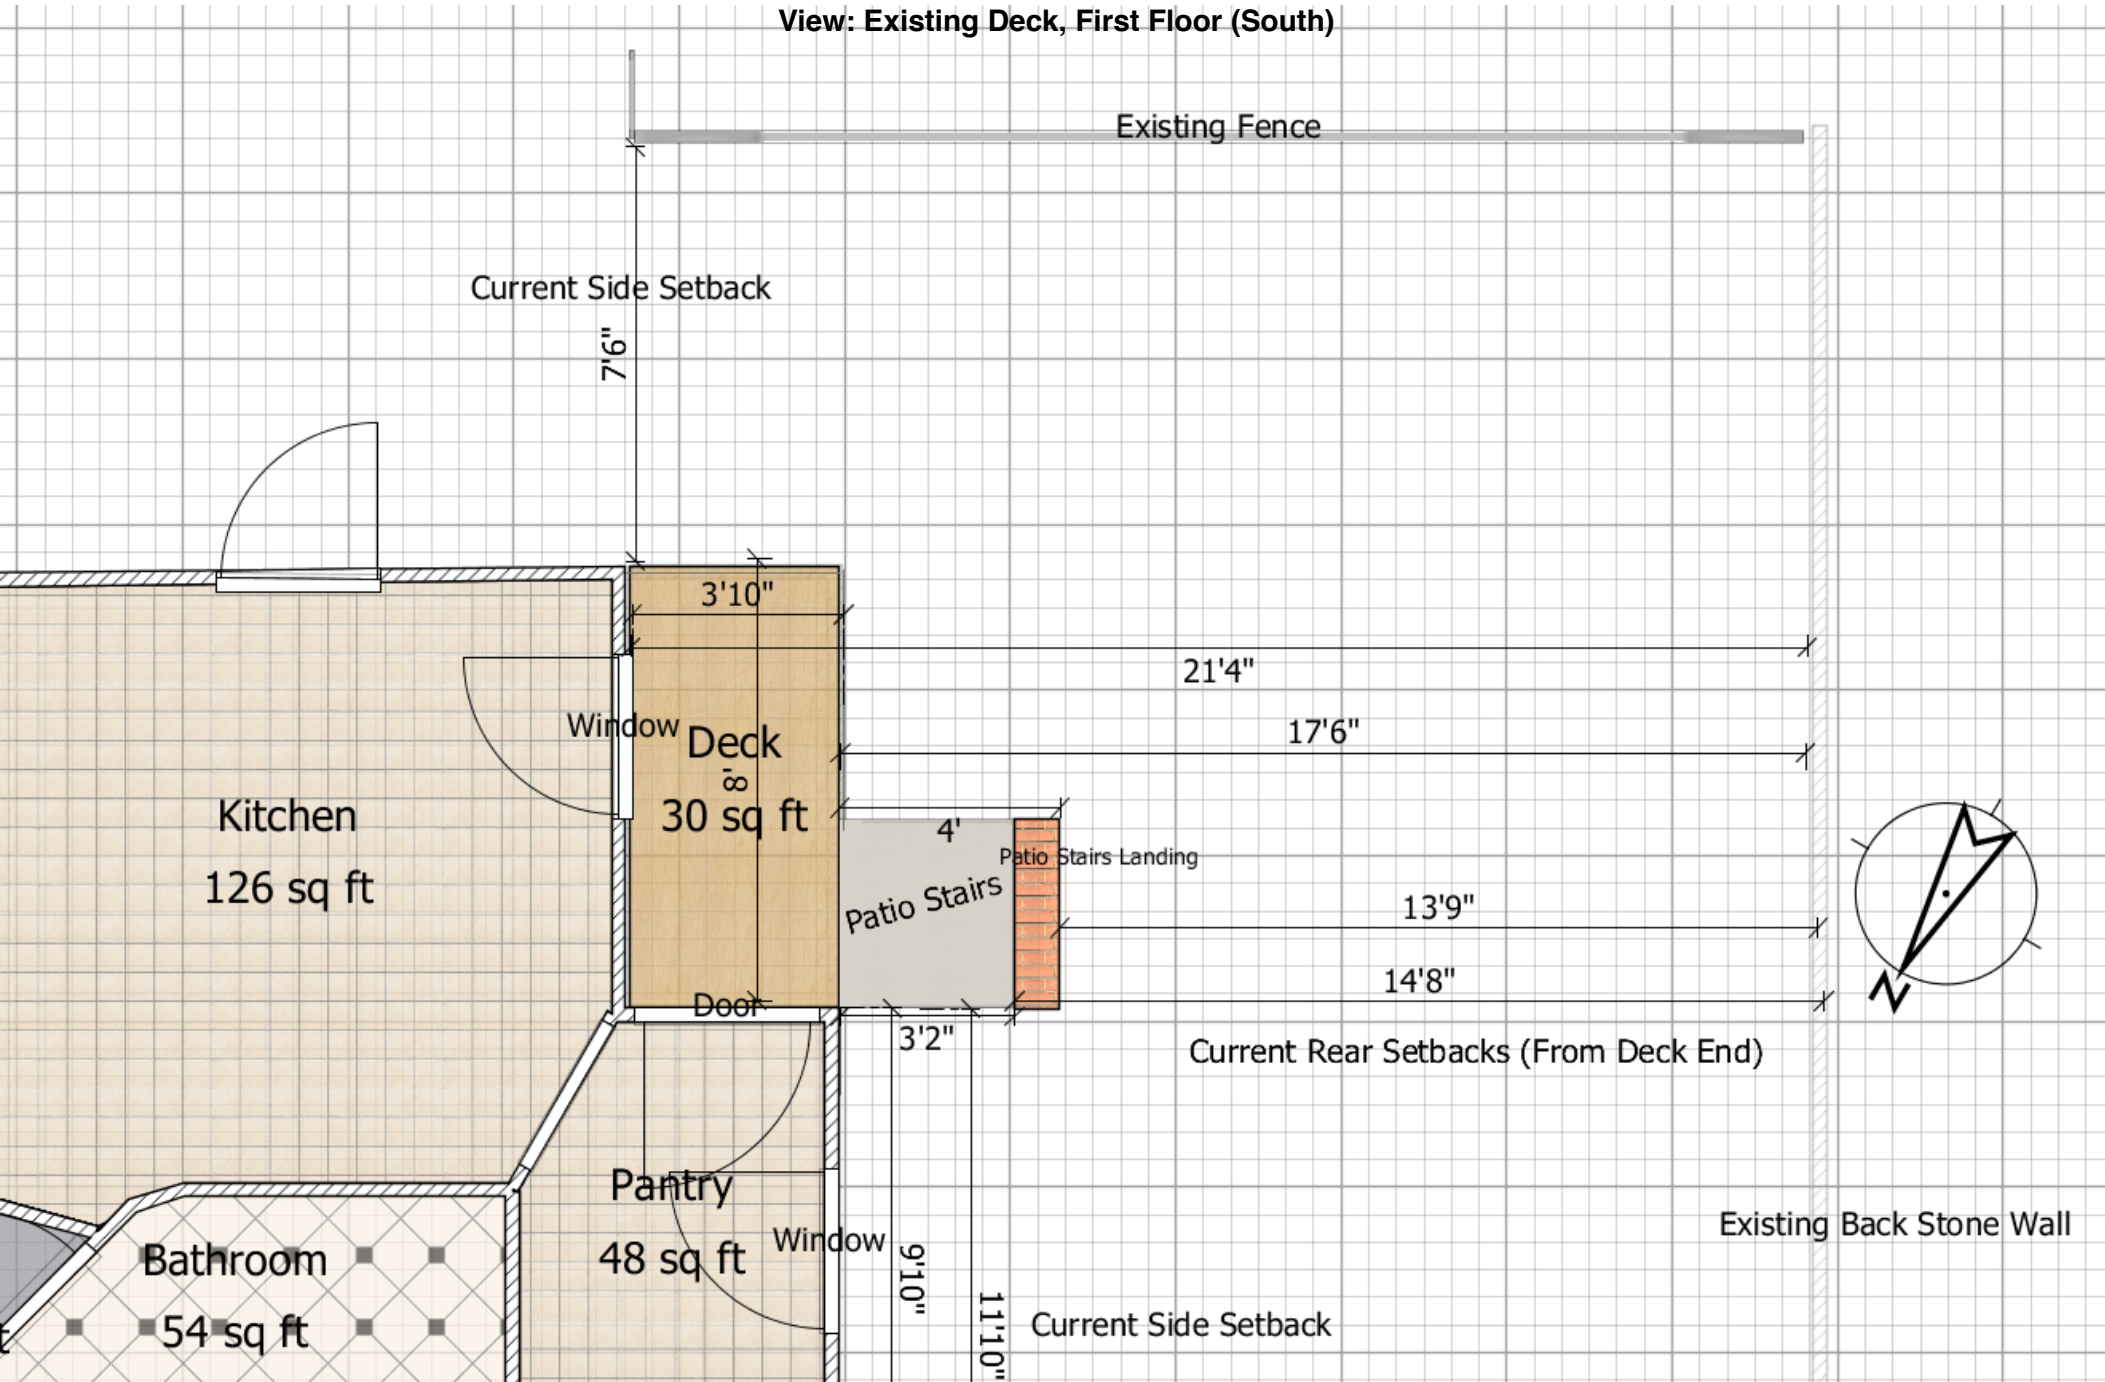 View: Existing Deck, First Floor (South)
Existing Fence
Current Side Setback
7'6"
3'10"
21'4"
Window
17'6"
Deck
8'
30 sq ft
Kitchen
126 sq ft
4'
Patio Stairs Landing
Patio Stairs
13'9"
14'8"
N
Door
3'2"
Current Rear Setbacks (From Deck End)
Pantry
48 sq ft
Window
Existing Back Stone Wall
Bathroom
54 sq ft
9'10"
11'10"
Current Side Setback
t